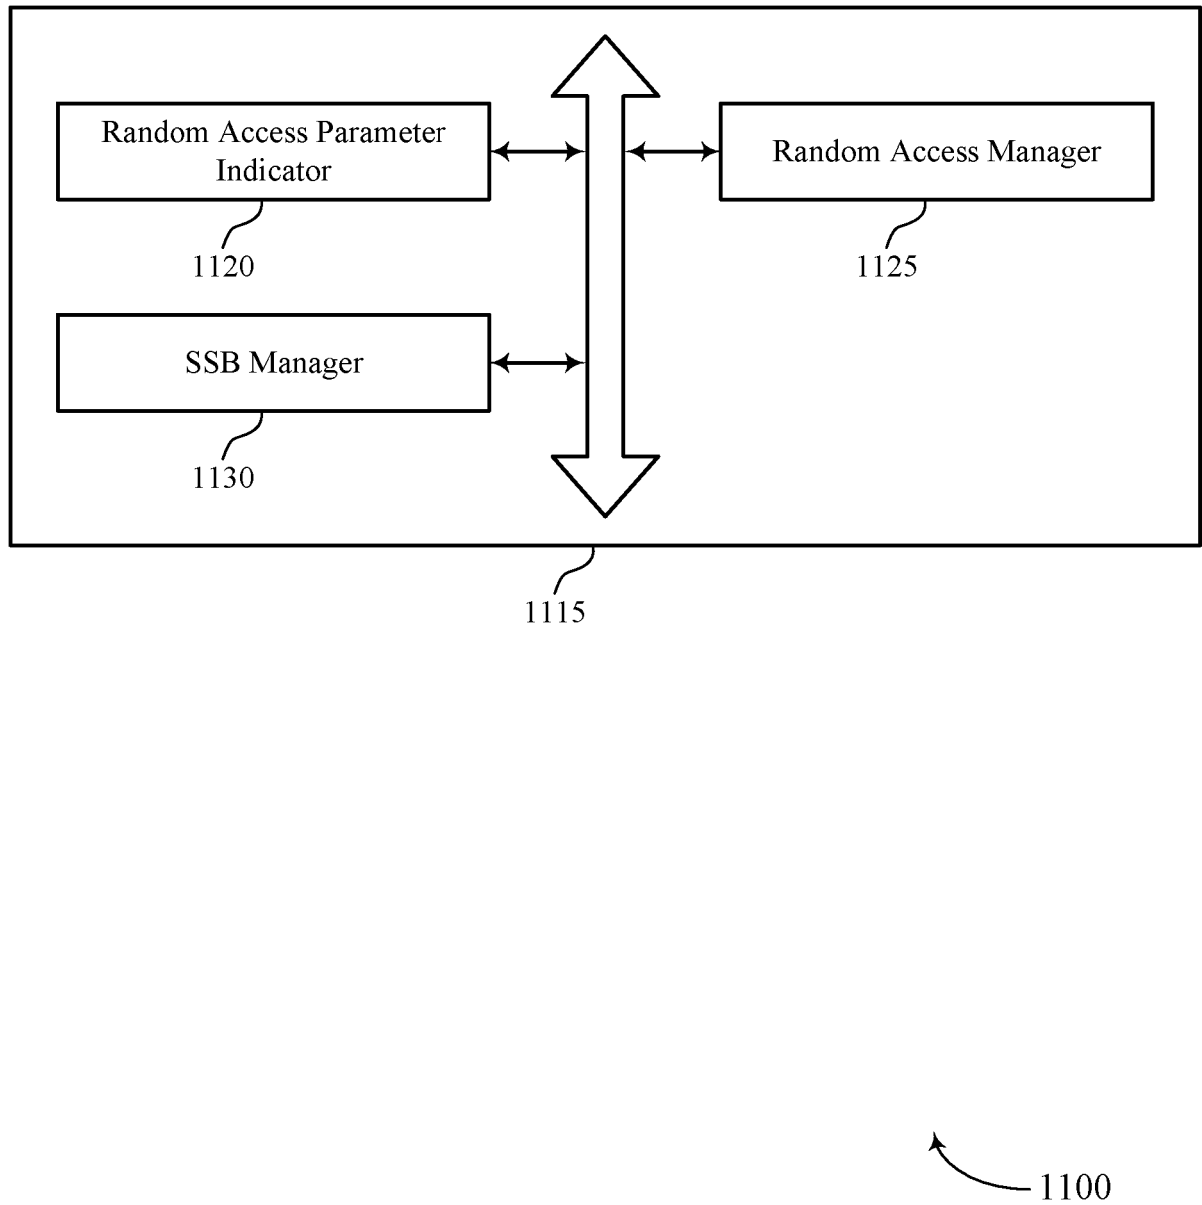 Random Access Parameter
Indicator
Random Access Manager
1120
1125
SSB Manager
1130
1115
1100